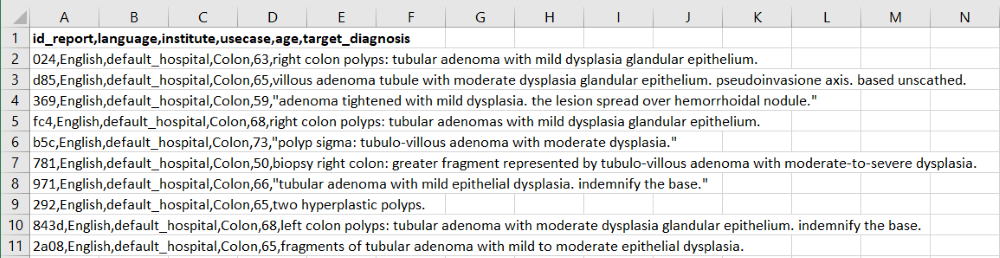 A B C D E F G H I J K L M N
1 id_report,language,institute,usecase,age,target_diagnosis
2 024,English,default_hospital,Colon,63,right colon polyps: tubular adenoma with mild dysplasia glandular epithelium.
3 d85,English,default_hospital,Colon,65,villous adenoma tubule with moderate dysplasia glandular epithelium. pseudoinvasione axis. based unscathed.
4 369,English,default_hospital,Colon,59,"adenoma tightened with mild dysplasia. the lesion spread over hemorrhoidal nodule."
5 fc4,English,default_hospital,Colon,68,right colon polyps: tubular adenomas with mild dysplasia glandular epithelium.
6 b5c,English,default_hospital,Colon,73,"polyp sigma: tubulo-villous adenoma with moderate dysplasia."
7 781,English,default_hospital,Colon,50,biopsy right colon: greater fragment represented by tubulo-villous adenoma with moderate-to-severe dysplasia.
8 971,English,default_hospital,Colon,66,"tubular adenoma with mild epithelial dysplasia. indemnify the base."
9 292,English,default_hospital,Colon,65,two hyperplastic polyps.
10 843d,English,default_hospital,Colon,68,left colon polyps: tubular adenoma with moderate dysplasia glandular epithelium. indemnify the base.
11 2a08,English,default_hospital,Colon,65,fragments of tubular adenoma with mild to moderate epithelial dysplasia.